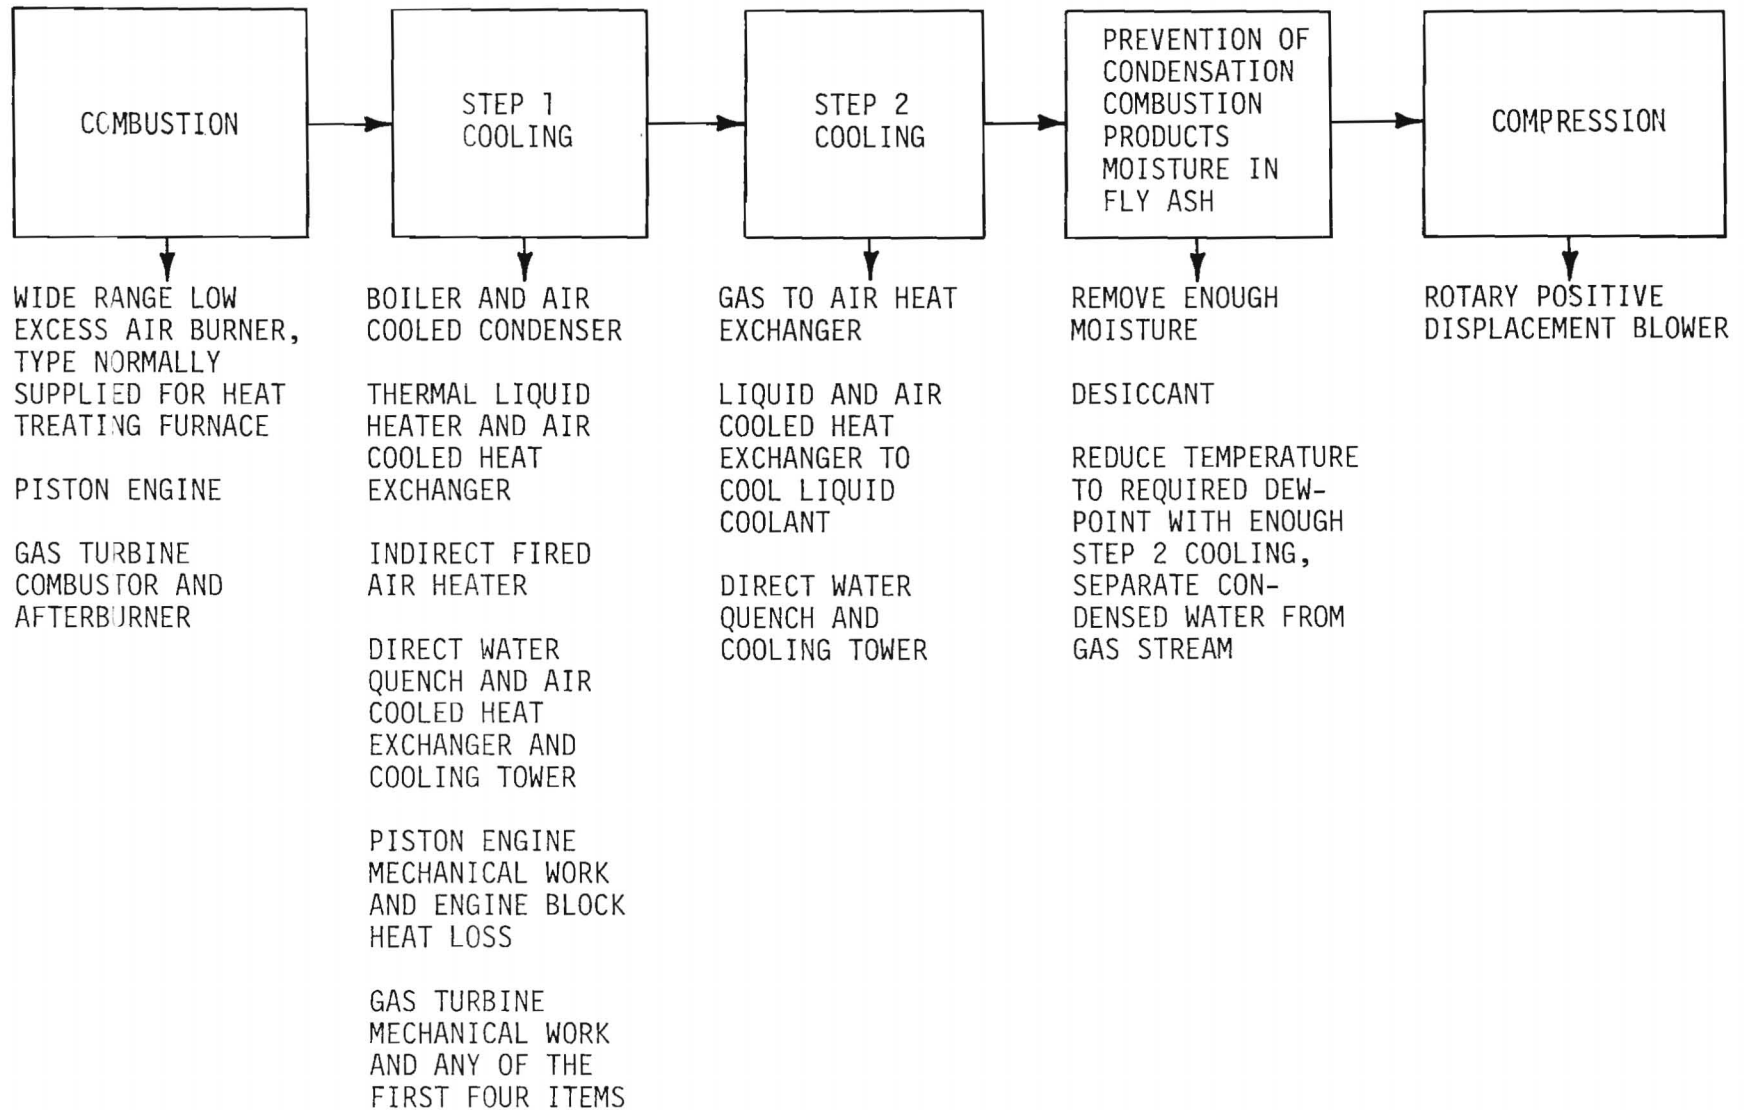 COMBUSTION
STEP 1
COOLING
STEP 2
COOLING
PREVENTION OF
CONDENSATION
COMBUSTION
PRODUCTS
MOISTURE IN
FLY ASH
COMPRESSION
WIDE RANGE LOW
EXCESS AIR BURNER,
TYPE NORMALLY
SUPPLIED FOR HEAT
TREATING FURNACE
PISTON ENGINE
GAS TURBINE
COMBUSTOR AND
AFTERBURNER
BOILER AND AIR
COOLED CONDENSER
THERMAL LIQUID
HEATER AND AIR
COOLED HEAT
EXCHANGER
INDIRECT FIRED
AIR HEATER
DIRECT WATER
QUENCH AND AIR
COOLED HEAT
EXCHANGER AND
COOLING TOWER
PISTON ENGINE
MECHANICAL WORK
AND ENGINE BLOCK
HEAT LOSS
GAS TURBINE
MECHANICAL WORK
AND ANY OF THE
FIRST FOUR ITEMS
GAS TO AIR HEAT
EXCHANGER
LIQUID AND AIR
COOLED HEAT
EXCHANGER TO
COOL LIQUID
COOLANT
DIRECT WATER
QUENCH AND
COOLING TOWER
REMOVE ENOUGH
MOISTURE
DESICCANT
REDUCE TEMPERATURE
TO REQUIRED DEW-
POINT WITH ENOUGH
STEP 2 COOLING,
SEPARATE CON-
DENSED WATER FROM
GAS STREAM
ROTARY POSITIVE
DISPLACEMENT BLOWER